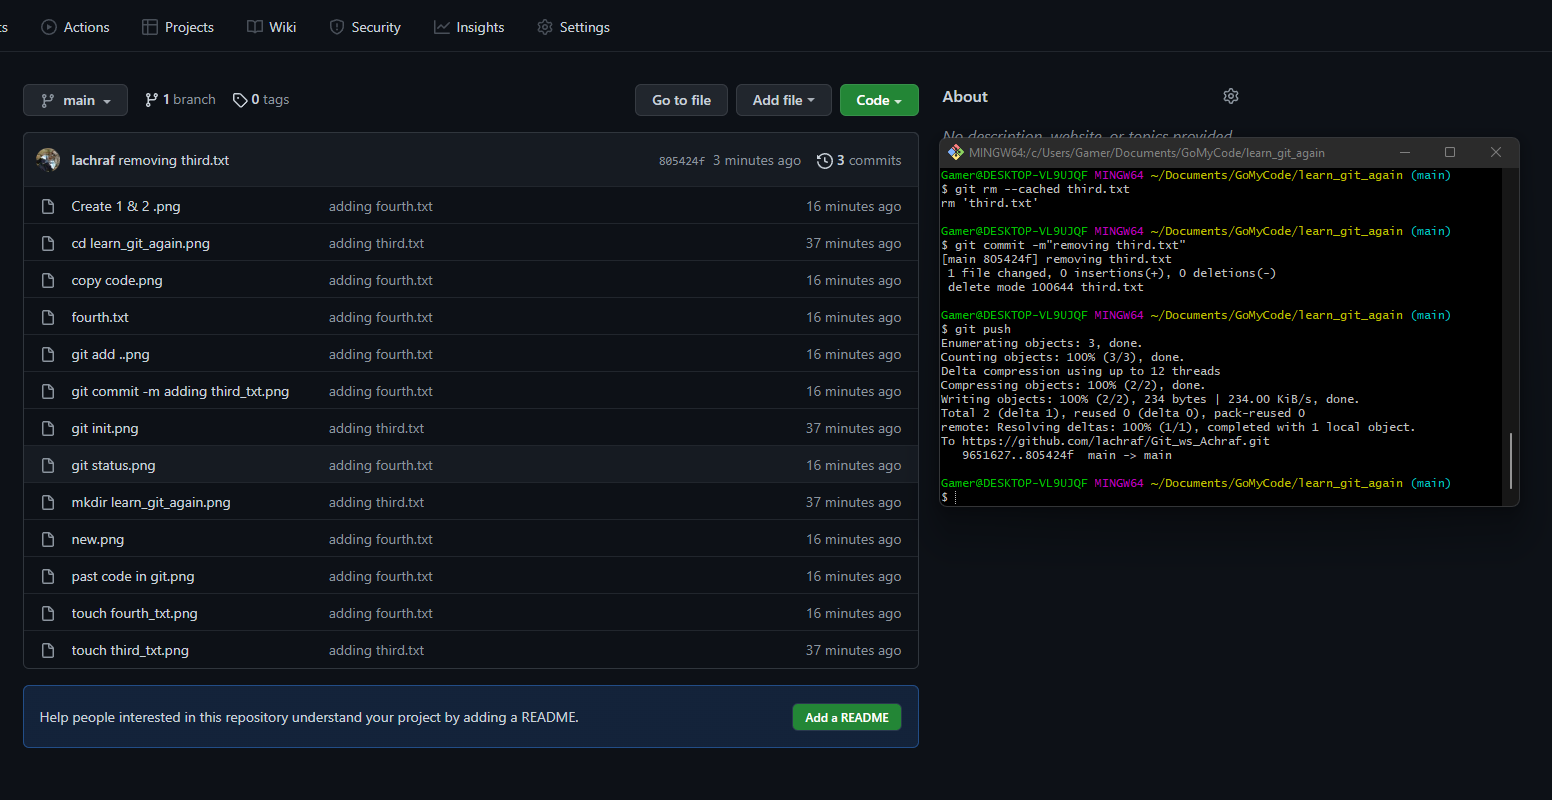 ts Actions Projects Wiki Security Insights Settings
main 1 branch 0 tags Go to file Add file Code
lachraf removing third.txt 805424f 3 minutes ago 3 commits
Create 1 & 2 .png adding fourth.txt 16 minutes ago
cd learn_git_again.png adding third.txt 37 minutes ago
copy code.png adding fourth.txt 16 minutes ago
fourth.txt adding fourth.txt 16 minutes ago
git add ..png adding fourth.txt 16 minutes ago
git commit -m adding third_txt.png adding fourth.txt 16 minutes ago
git init.png adding third.txt 37 minutes ago
git status.png adding fourth.txt 16 minutes ago
mkdir learn_git_again.png adding third.txt 37 minutes ago
new.png adding fourth.txt 16 minutes ago
past code in git.png adding fourth.txt 16 minutes ago
touch fourth_txt.png adding fourth.txt 16 minutes ago
touch third_txt.png adding third.txt 37 minutes ago
Help people interested in this repository understand your project by adding a README. Add a README
About
No description, website, or topics provided.
MINGW64:/c/Users/Gamer/Documents/GoMyCode/learn_git_again
Gamer@DESKTOP-VL9UJQF MINGW64 ~/Documents/GoMyCode/learn_git_again (main)
$ git rm --cached third.txt
rm 'third.txt'
Gamer@DESKTOP-VL9UJQF MINGW64 ~/Documents/GoMyCode/learn_git_again (main)
$ git commit -m"removing third.txt"
[main 805424f] removing third.txt
1 file changed, 0 insertions(+), 0 deletions(-)
delete mode 100644 third.txt
Gamer@DESKTOP-VL9UJQF MINGW64 ~/Documents/GoMyCode/learn_git_again (main)
$ git push
Enumerating objects: 3, done.
Counting objects: 100% (3/3), done.
Delta compression using up to 12 threads
Compressing objects: 100% (2/2), done.
Writing objects: 100% (2/2), 234 bytes | 234.00 KiB/s, done.
Total 2 (delta 1), reused 0 (delta 0), pack-reused 0
remote: Resolving deltas: 100% (1/1), completed with 1 local object.
To https://github.com/lachraf/Git_ws_Achraf.git
9651627..805424f main -> main
Gamer@DESKTOP-VL9UJQF MINGW64 ~/Documents/GoMyCode/learn_git_again (main)
$